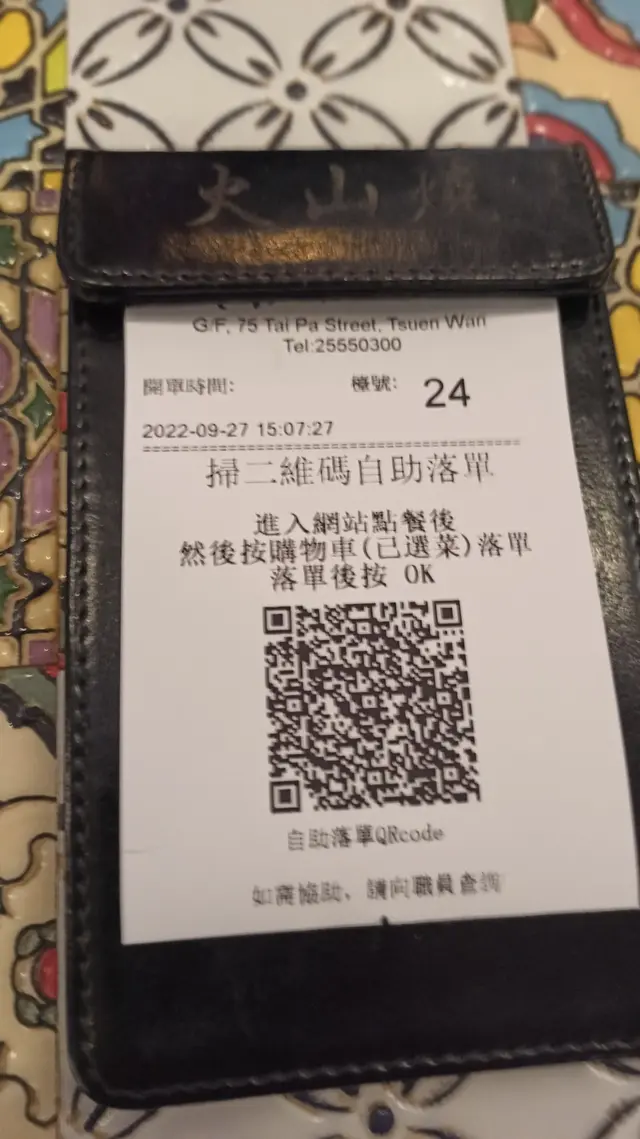 火山燒
G/F, 75 Tai Pa Street, Tsuen Wan
Tel:25550300
開單時間: 檯號: 24
2022-09-27 15:07:27
掃二維碼自助落單
進入網站點餐後
然後按購物車(已選菜)落單
落單後按 OK
自助落單QRcode
如需協助、請向職員查詢